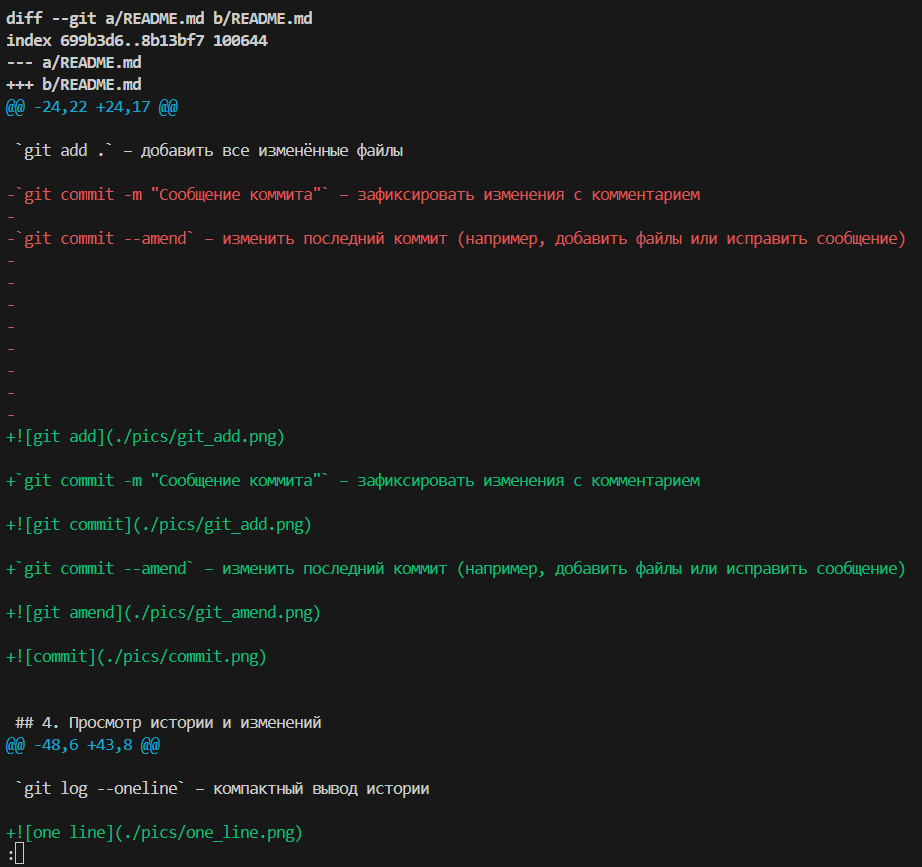 diff --git a/README.md b/README.md
index 699b3d6..8b13bf7 100644
--- a/README.md
+++ b/README.md
@@ -24,22 +24,17 @@

 `git add .` – добавить все изменённые файлы

-`git commit -m "Сообщение коммита"` – зафиксировать изменения с комментарием
-
-`git commit --amend` – изменить последний коммит (например, добавить файлы или исправить сообщение)
-
-
-
-
-
-
-
-
+![git add](./pics/git_add.png)

+`git commit -m "Сообщение коммита"` – зафиксировать изменения с комментарием

+![git commit](./pics/git_add.png)

+`git commit --amend` – изменить последний коммит (например, добавить файлы или исправить сообщение)

+![git amend](./pics/git_amend.png)

+![commit](./pics/commit.png)


 ## 4. Просмотр истории и изменений
@@ -48,6 +43,8 @@

 `git log --oneline` – компактный вывод истории

+![one line](./pics/one_line.png)
: